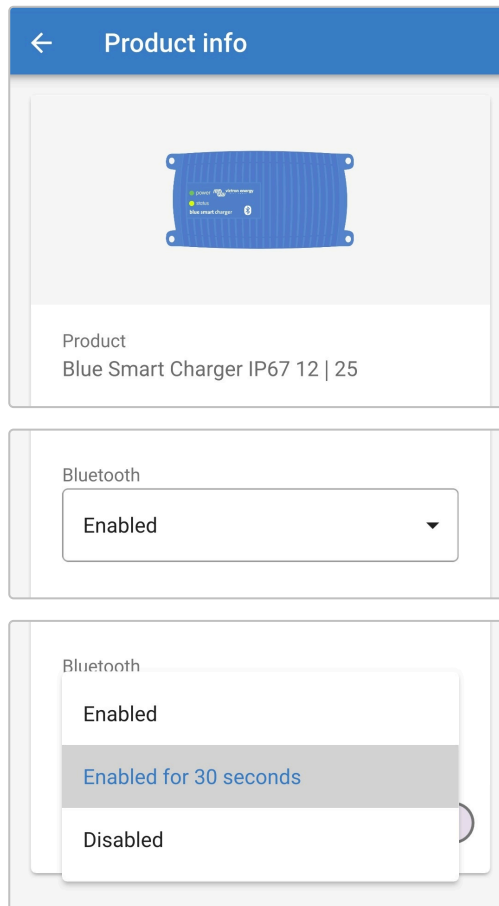 Product info
power
victron energy
status
blue smart charger
Product
Blue Smart Charger IP67 12 | 25
Bluetooth
Enabled
Bluetooth
Enabled
Enabled for 30 seconds
Disabled